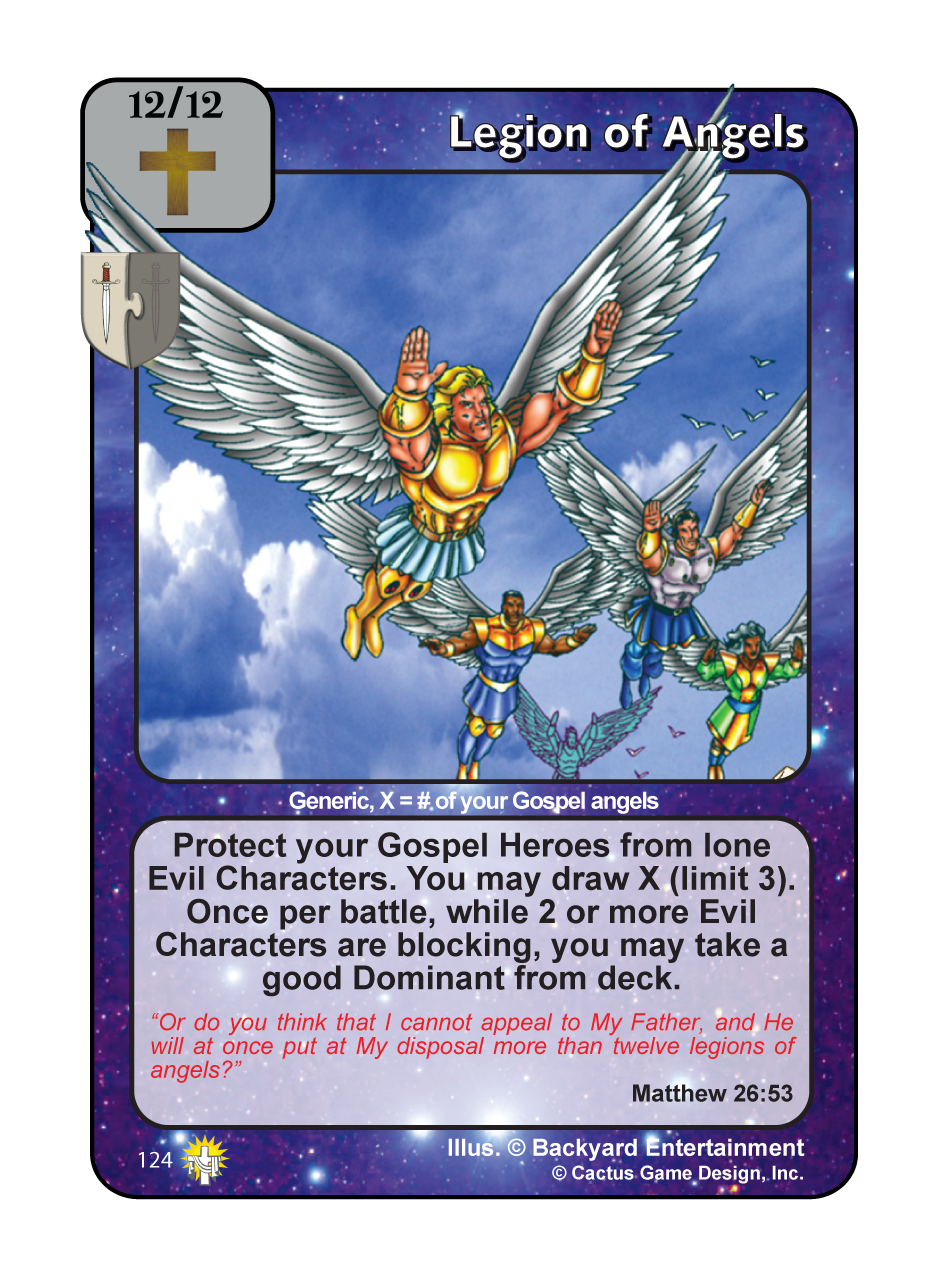 12/12
Legion of Angels
Generic, X = # of your Gospel angels
Protect your Gospel Heroes from lone
Evil Characters. You may draw X (limit 3).
Once per battle, while 2 or more Evil
Characters are blocking, you may take a
good Dominant from deck.
“Or do you think that I cannot appeal to My Father, and He
will at once put at My disposal more than twelve legions of
angels?”
Matthew 26:53
124
Illus. © Backyard Entertainment
© Cactus Game Design, Inc.